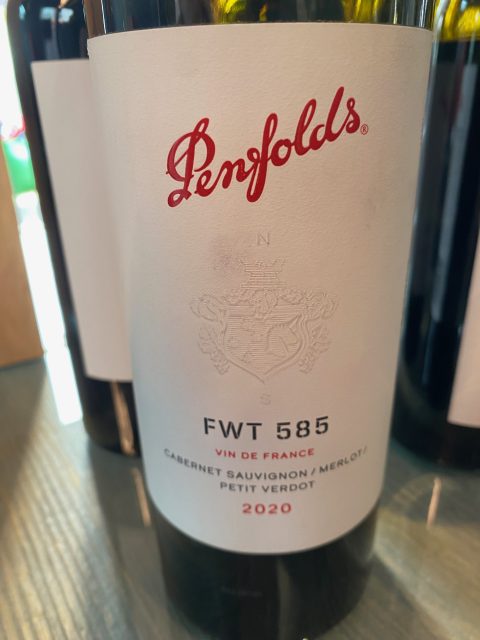 Penfolds®
N
S
FWT 585
VIN DE FRANCE
CABERNET SAUVIGNON / MERLOT /
PETIT VERDOT
2020